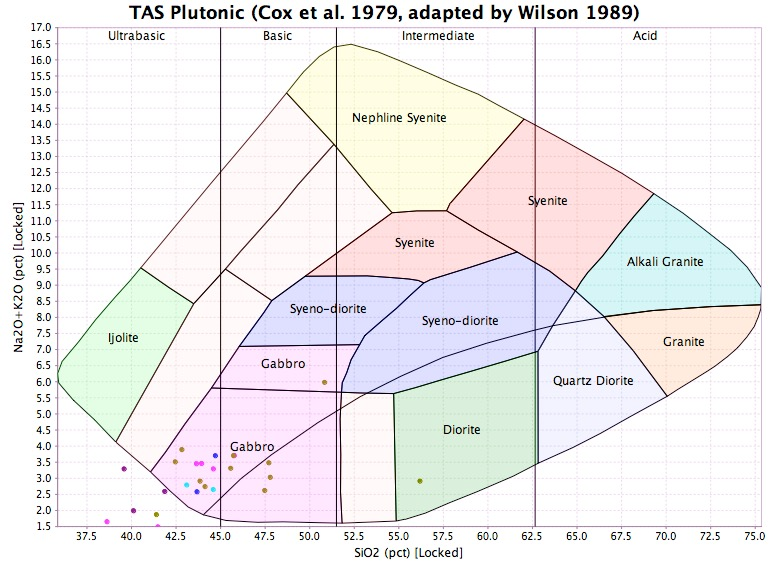 TAS Plutonic (Cox et al. 1979, adapted by Wilson 1989)
Ultrabasic Basic Intermediate Acid
Nephline Syenite
Syenite
Syenite
Alkali Granite
Syeno-diorite
Syeno-diorite
Ijolite
Granite
Gabbro
Quartz Diorite
Diorite
Gabbro
Na2O+K2O (pct) [Locked]
17.0
16.5
16.0
15.5
15.0
14.5
14.0
13.5
13.0
12.5
12.0
11.5
11.0
10.5
10.0
9.5
9.0
8.5
8.0
7.5
7.0
6.5
6.0
5.5
5.0
4.5
4.0
3.5
3.0
2.5
2.0
1.5
37.5 40.0 42.5 45.0 47.5 50.0 52.5 55.0 57.5 60.0 62.5 65.0 67.5 70.0 72.5 75.0
SiO2 (pct) [Locked]